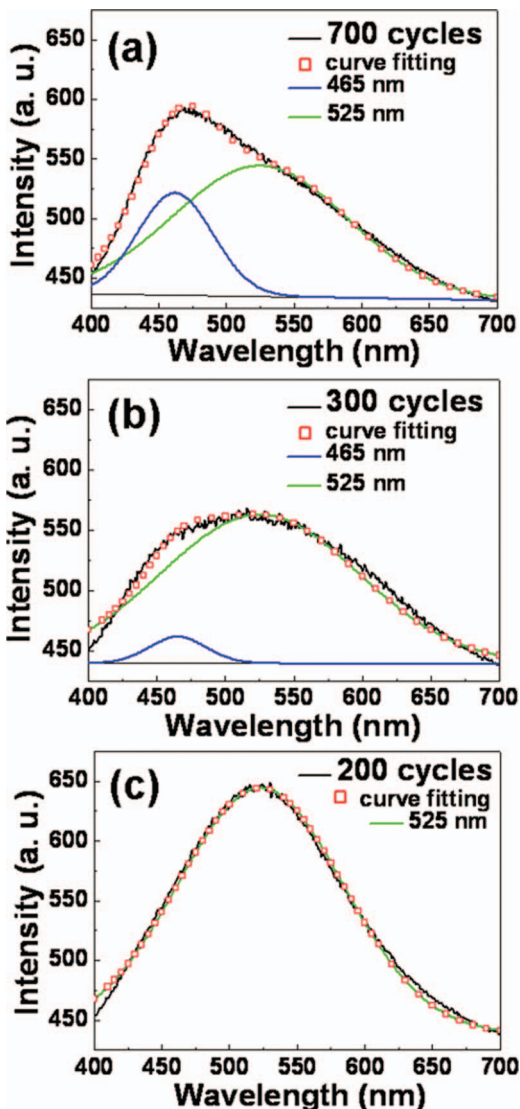 (a)
700 cycles
curve fitting
465 nm
525 nm
Intensity (a. u.)
650
600
550
500
450
400 450 500 550 600 650 700
Wavelength (nm)
(b)
300 cycles
curve fitting
465 nm
525 nm
Intensity (a. u.)
650
600
550
500
450
400 450 500 550 600 650 700
Wavelength (nm)
(c)
200 cycles
curve fitting
525 nm
Intensity (a. u.)
650
600
550
500
450
400 450 500 550 600 650 700
Wavelength (nm)